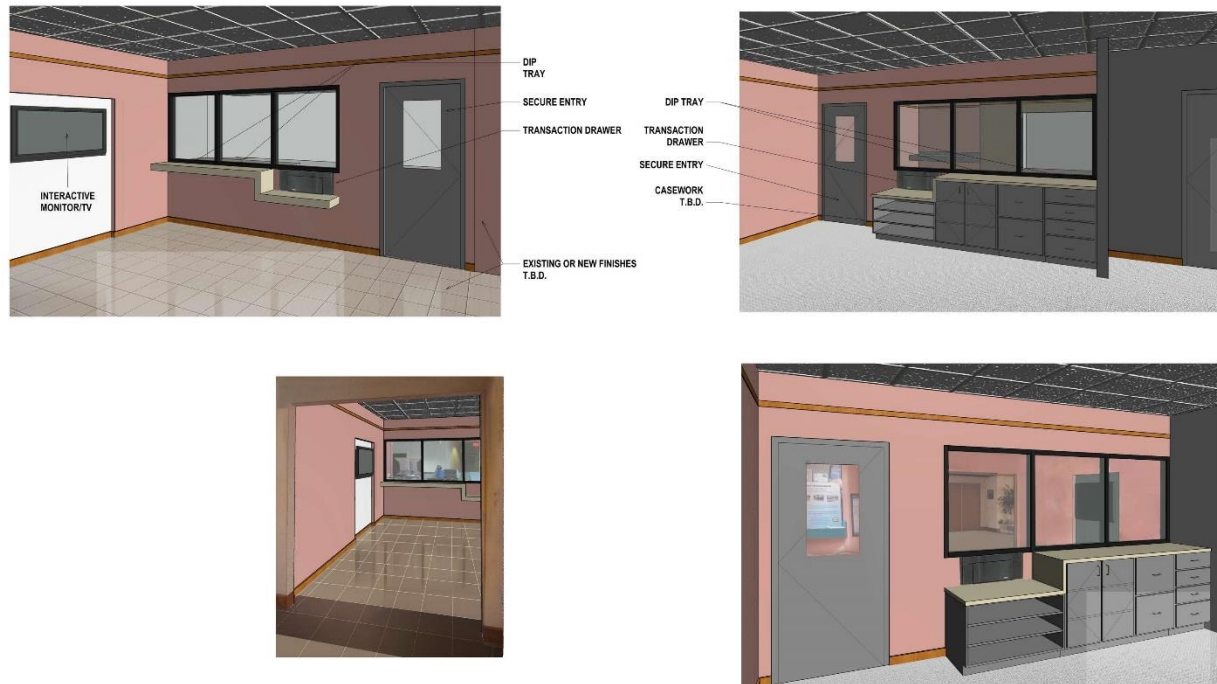 DIP
TRAY
SECURE ENTRY
TRANSACTION DRAWER
INTERACTIVE
MONITOR/TV
EXISTING OR NEW FINISHES
T.B.D.
DIP TRAY
TRANSACTION
DRAWER
SECURE ENTRY
CASEWORK
T.B.D.